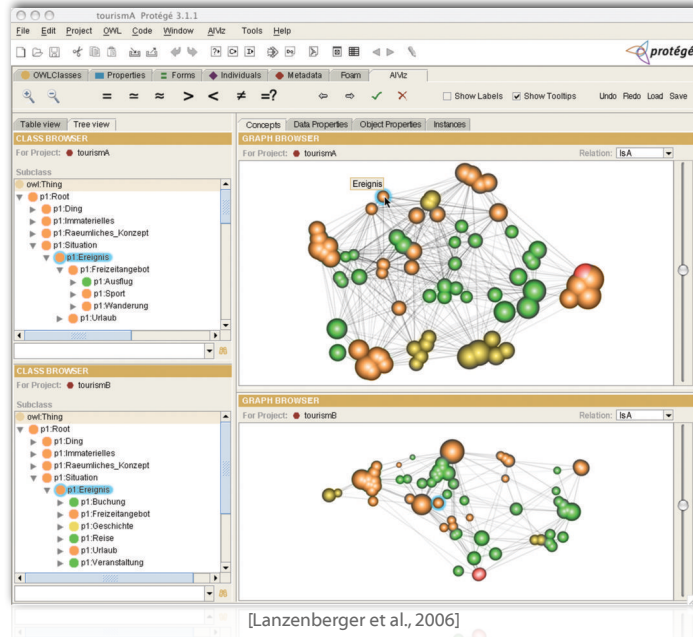 tourismA Protégé 3.1.1
File Edit Project OWL Code Window AlViz Tools Help
protégé
OWLClasses Properties Forms Individuals Metadata Foam AlViz
= ≃ ≈ > < ≠ =? Show Labels Show Tooltips Undo Redo Load Save
Table view Tree view
CLASS BROWSER
For Project: tourismA
Subclass
owl:Thing
p1:Root
p1:Ding
p1:Immaterielles
p1:Raeumliches_Konzept
p1:Situation
p1:Ereignis
p1:Freizeitangebot
p1:Ausflug
p1:Sport
p1:Wanderung
p1:Urlaub
CLASS BROWSER
For Project: tourismB
Subclass
owl:Thing
p1:Root
p1:Ding
p1:Immaterielles
p1:Raeumliches_Konzept
p1:Situation
p1:Ereignis
p1:Buchung
p1:Freizeitangebot
p1:Geschichte
p1:Reise
p1:Urlaub
p1:Veranstaltung
Concepts Data Properties Object Properties Instances
GRAPH BROWSER
For Project: tourismA Relation: IsA
Ereignis
GRAPH BROWSER
For Project: tourismB Relation: IsA
[Lanzenberger et al., 2006]